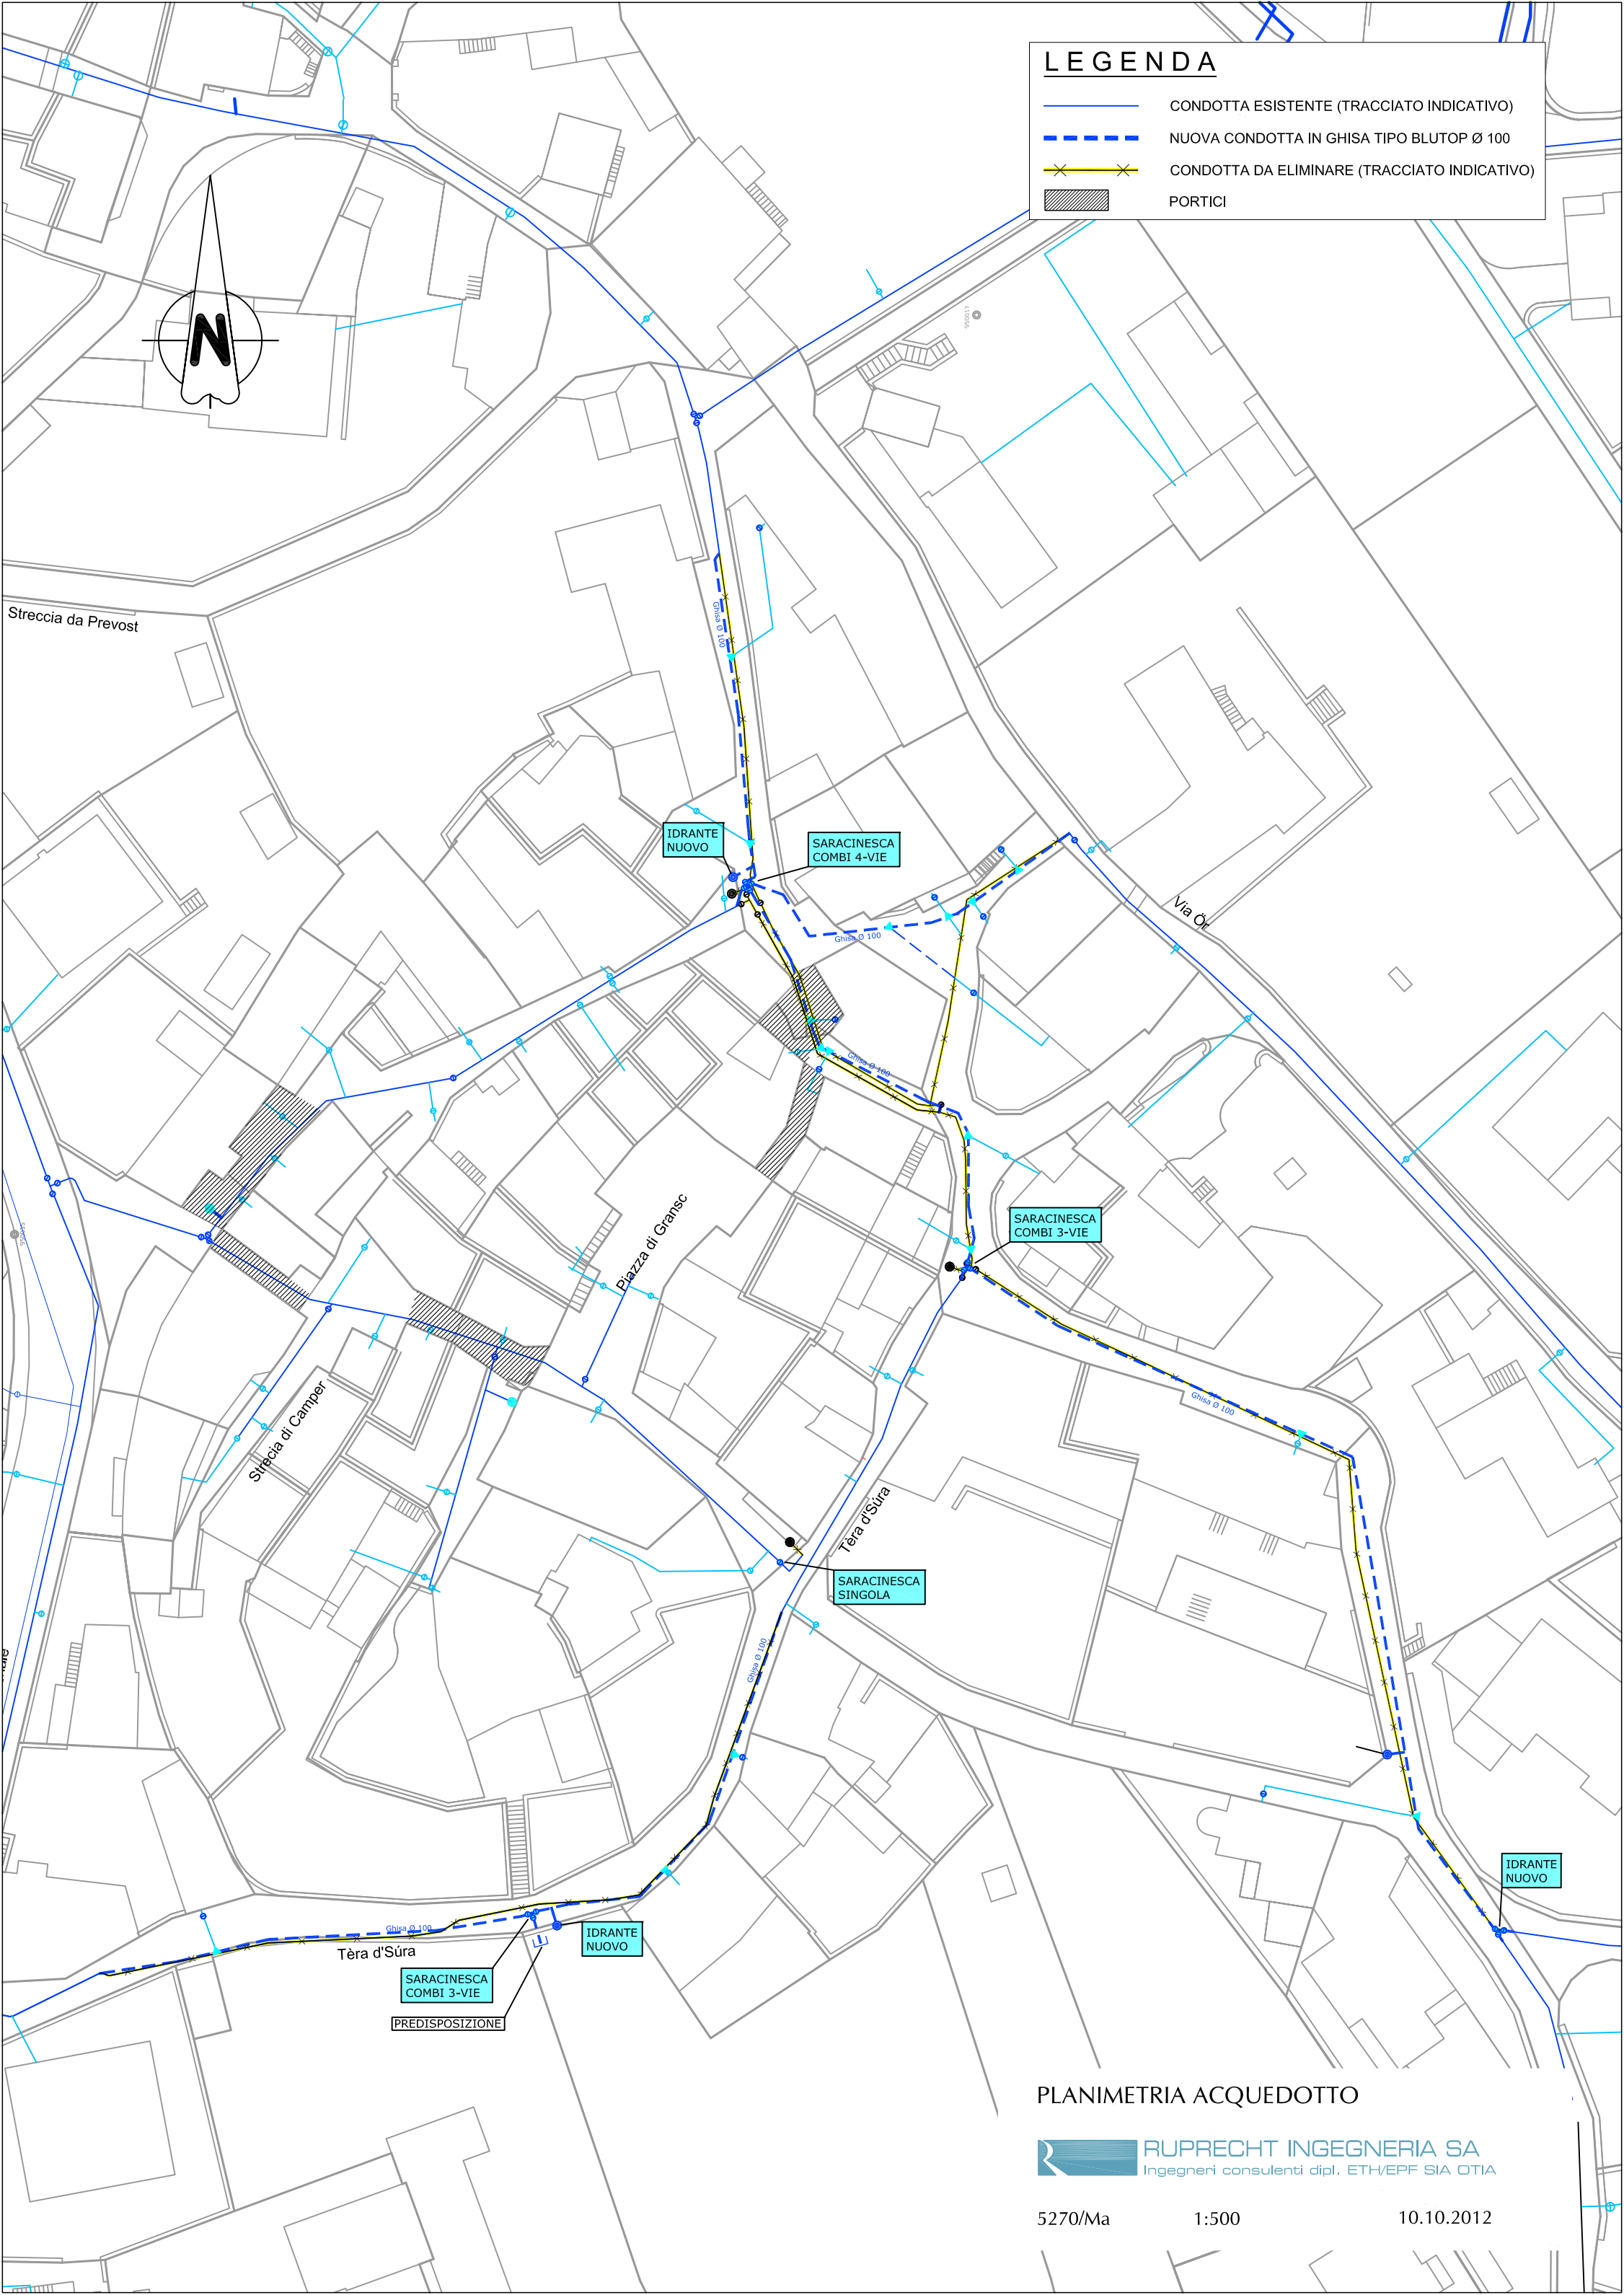 LEGENDA
CONDOTTA ESISTENTE (TRACCIATO INDICATIVO)
NUOVA CONDOTTA IN GHISA TIPO BLUTOP Ø 100
CONDOTTA DA ELIMINARE (TRACCIATO INDICATIVO)
PORTICI
N
Streccia da Prevost
Ghisa Ø 100
IDRANTE
NUOVO
SARACINESCA
COMBI 4-VIE
Via Ör
Ghisa Ø 100
Ghisa Ø 100
Piazza di Gransc
SARACINESCA
COMBI 3-VIE
Strecia di Camper
Ghisa Ø 100
Tèra d'Súra
SARACINESCA
SINGOLA
Ghisa Ø 100
IDRANTE
NUOVO
Ghisa Ø 100
Tèra d'Súra
IDRANTE
NUOVO
SARACINESCA
COMBI 3-VIE
PREDISPOSIZIONE
PLANIMETRIA ACQUEDOTTO
RUPRECHT INGEGNERIA SA
Ingegneri consulenti dipl. ETH/EPF SIA OTIA
5270/Ma 1:500 10.10.2012